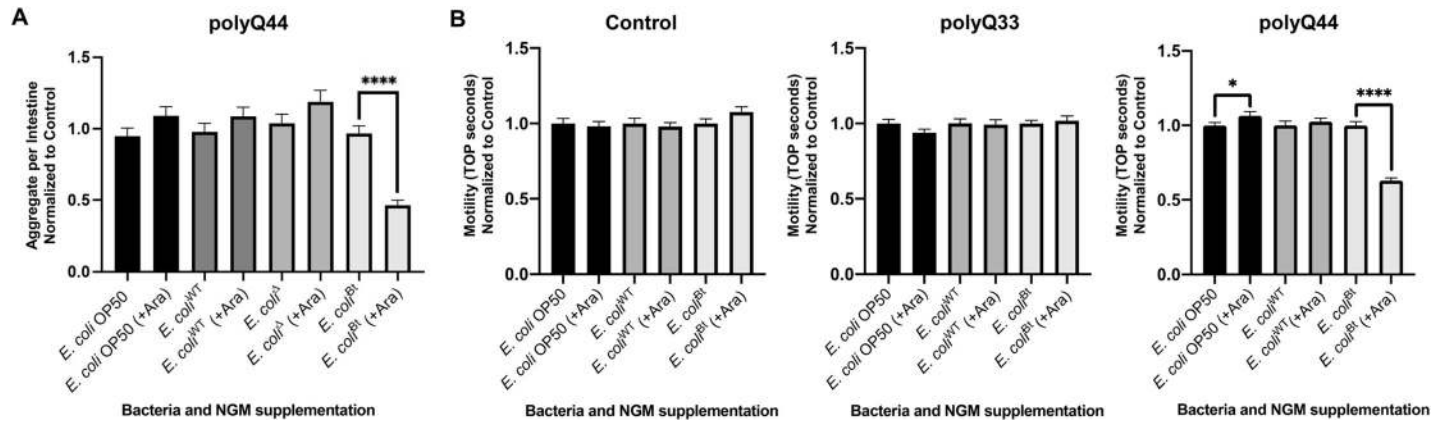 A
polyQ44
Aggregate per Intestine
Normalized to Control
1.5
1.0
0.5
0.0
****
E. coli OP50
E. coli OP50 (+Ara)
E. coliᵂᵀ
E. coliᵂᵀ (+Ara)
E. coliᐞ
E. coliᐞ (+Ara)
E. coliᴮᵗ
E. coliᴮᵗ (+Ara)
Bacteria and NGM supplementation
B
Control
Motility (TOP seconds)
Normalized to Control
1.5
1.0
0.5
0.0
E. coli OP50
E. coli OP50 (+Ara)
E. coliᵂᵀ
E. coliᵂᵀ (+Ara)
E. coliᴮᵗ
E. coliᴮᵗ (+Ara)
Bacteria and NGM supplementation
polyQ33
Motility (TOP seconds)
Normalized to Control
1.5
1.0
0.5
0.0
E. coli OP50
E. coli OP50 (+Ara)
E. coliᵂᵀ
E. coliᵂᵀ (+Ara)
E. coliᴮᵗ
E. coliᴮᵗ (+Ara)
Bacteria and NGM supplementation
polyQ44
Motility (TOP seconds)
Normalized to Control
1.5
1.0
0.5
0.0
*
****
E. coli OP50
E. coli OP50 (+Ara)
E. coliᵂᵀ
E. coliᵂᵀ (+Ara)
E. coliᴮᵗ
E. coliᴮᵗ (+Ara)
Bacteria and NGM supplementation